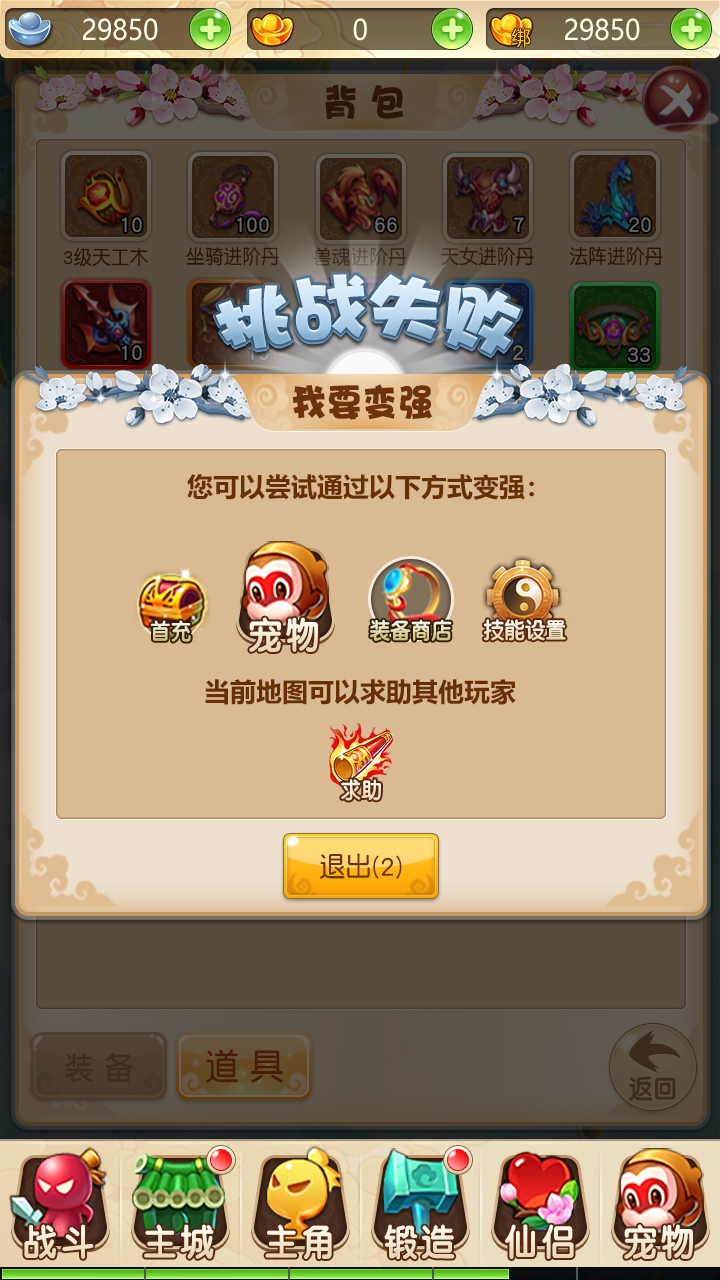 29850 0 绑 29850
背包
10 100 66 7 20
3级天工木 坐骑进阶丹 兽魂进阶丹 天女进阶丹 法阵进阶丹
挑战失败
10 2 33
我要变强
您可以尝试通过以下方式变强：
首充 宠物 装备商店 技能设置
当前地图可以求助其他玩家
求助
退出(2)
装备 道具 返回
战斗 主城 主角 锻造 仙侣 宠物